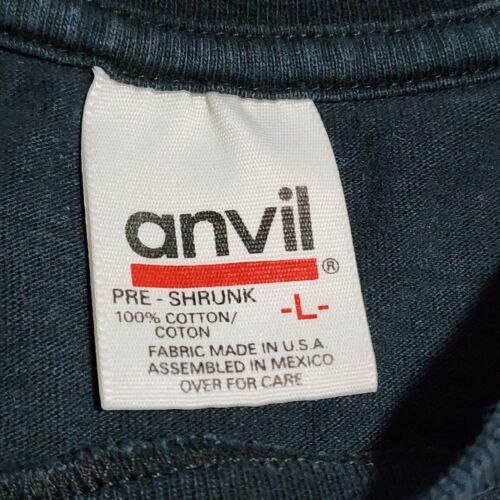 anvil
®
PRE - SHRUNK
-L-
100% COTTON/
COTON
FABRIC MADE IN U.S.A
ASSEMBLED IN MEXICO
OVER FOR CARE